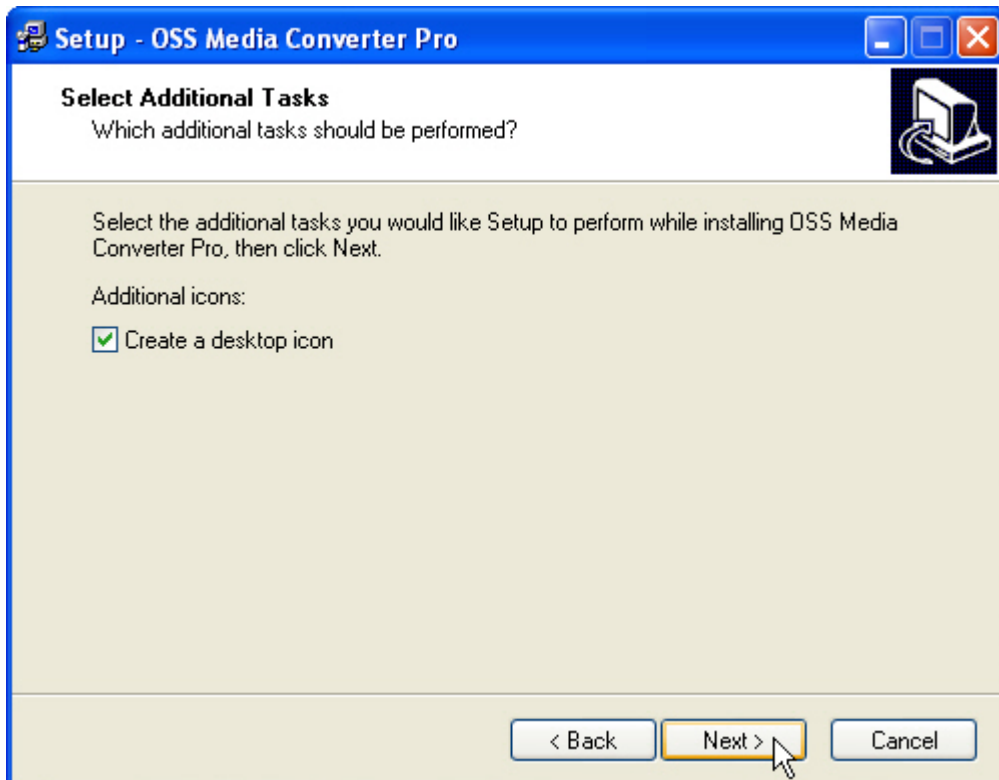 Setup - OSS Media Converter Pro
Select Additional Tasks
Which additional tasks should be performed?
Select the additional tasks you would like Setup to perform while installing OSS Media
Converter Pro, then click Next.
Additional icons:
Create a desktop icon
< Back Next > Cancel